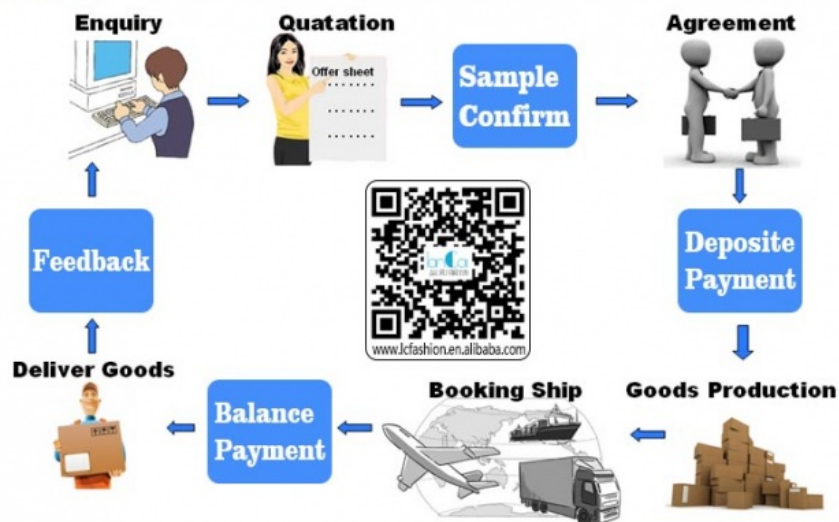 Enquiry
Quatation
Agreement
Offer sheet
Sample
Confirm
Feedback
Deposite
Payment
www.lcfashion.en.alibaba.com
Deliver Goods
Balance
Payment
Booking Ship
Goods Production